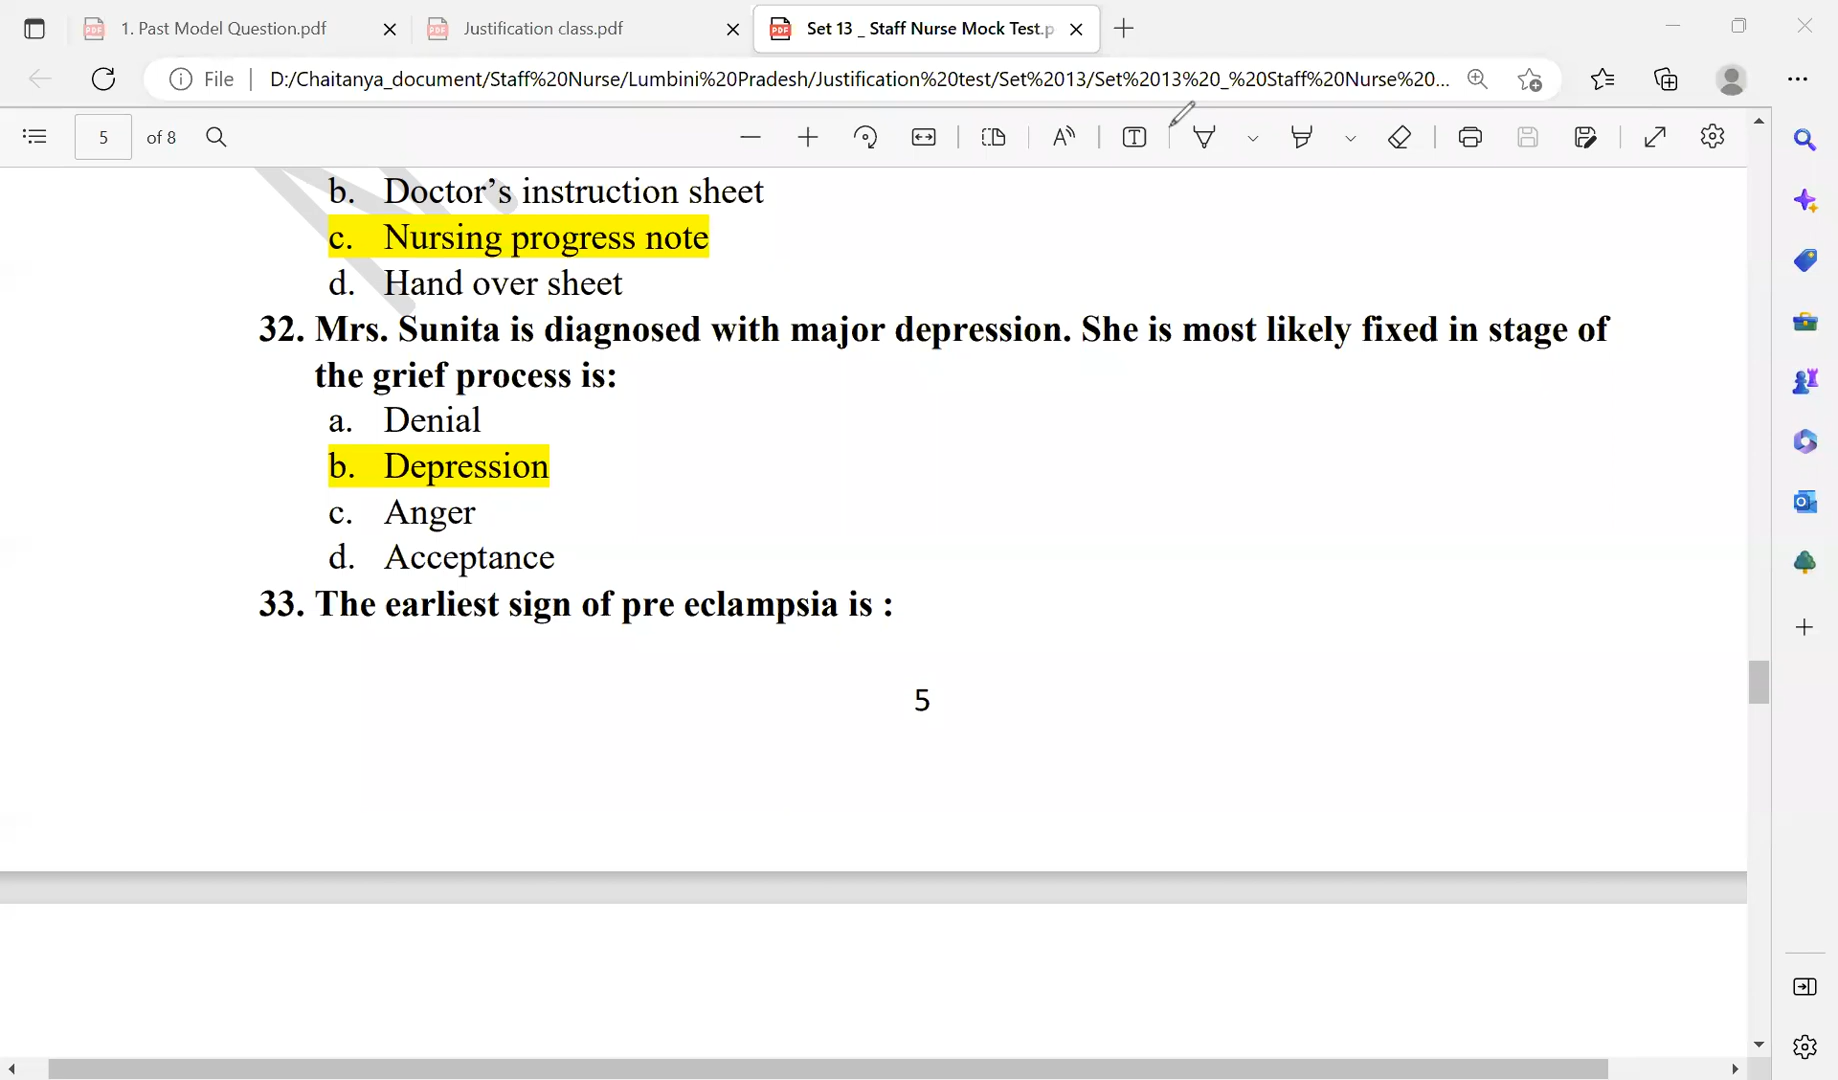 1. Past Model Question.pdf
Justification class.pdf
Set 13 _ Staff Nurse Mock Test.p
File
D:/Chaitanya_document/Staff%20Nurse/Lumbini%20Pradesh/Justification%20test/Set%2013/Set%2013%20_%20Staff%20Nurse%20...
5 of 8
b. Doctor’s instruction sheet
c. Nursing progress note
d. Hand over sheet
32. Mrs. Sunita is diagnosed with major depression. She is most likely fixed in stage of
the grief process is:
a. Denial
b. Depression
c. Anger
d. Acceptance
33. The earliest sign of pre eclampsia is :
5